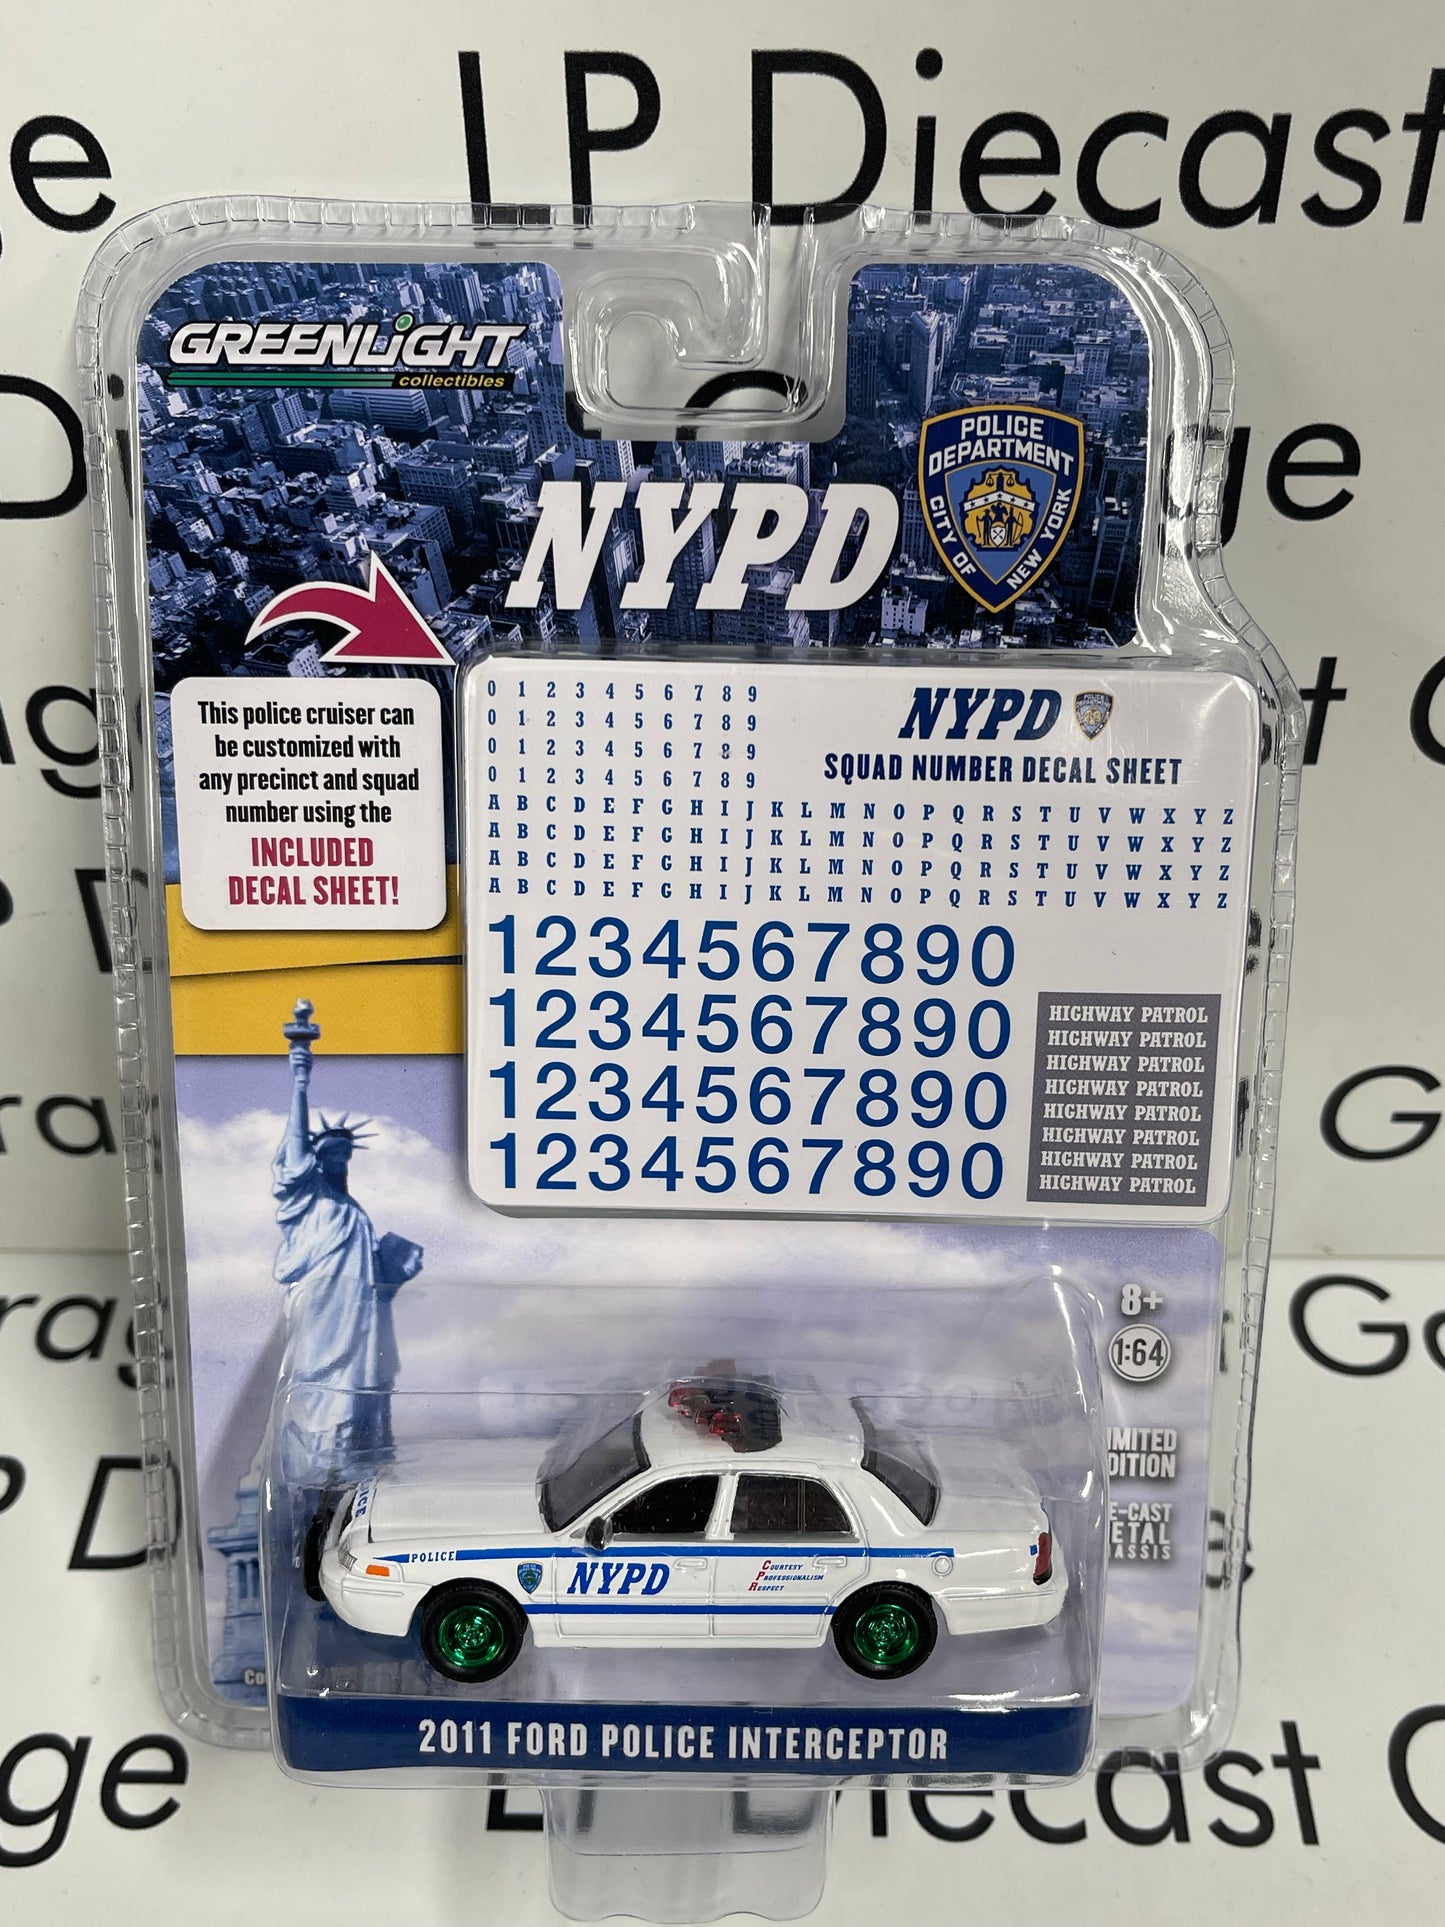 LP Diecast
GREENLiGHT
collectibles
POLICE
DEPARTMENT
CITY OF
NEW YORK
NYPD
This police cruiser can
be customized with
any precinct and squad
number using the
INCLUDED
DECAL SHEET!
NYPD
SQUAD NUMBER DECAL SHEET
0 1 2 3 4 5 6 7 8 9
0 1 2 3 4 5 6 7 8 9
0 1 2 3 4 5 6 7 8 9
0 1 2 3 4 5 6 7 8 9
A B C D E F G H I J K L M N O P Q R S T U V W X Y Z
A B C D E F G H I J K L M N O P Q R S T U V W X Y Z
A B C D E F G H I J K L M N O P Q R S T U V W X Y Z
A B C D E F G H I J K L M N O P Q R S T U V W X Y Z
1234567890
1234567890
1234567890
1234567890
HIGHWAY PATROL
HIGHWAY PATROL
HIGHWAY PATROL
HIGHWAY PATROL
HIGHWAY PATROL
HIGHWAY PATROL
HIGHWAY PATROL
HIGHWAY PATROL
8+
1:64
POLICE
NYPD
COURTESY
PROFESSIONALISM
RESPECT
2011 FORD POLICE INTERCEPTOR